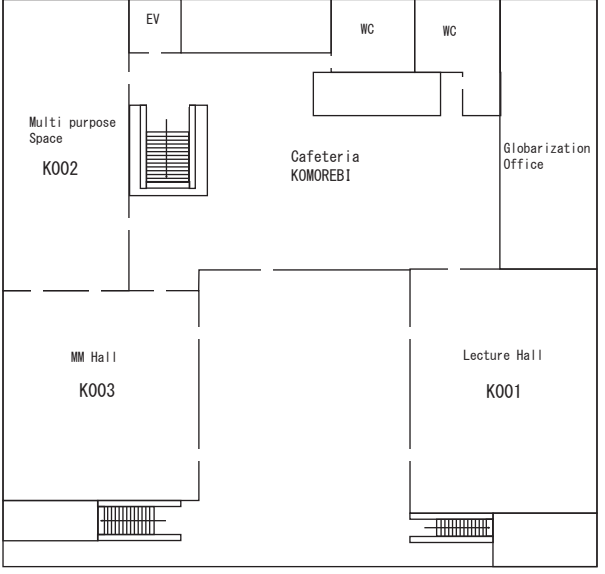 EV
WC
WC
Multi purpose
Space
K002
Cafeteria
KOMOREBI
Globarization
Office
MM Hall
K003
Lecture Hall
K001